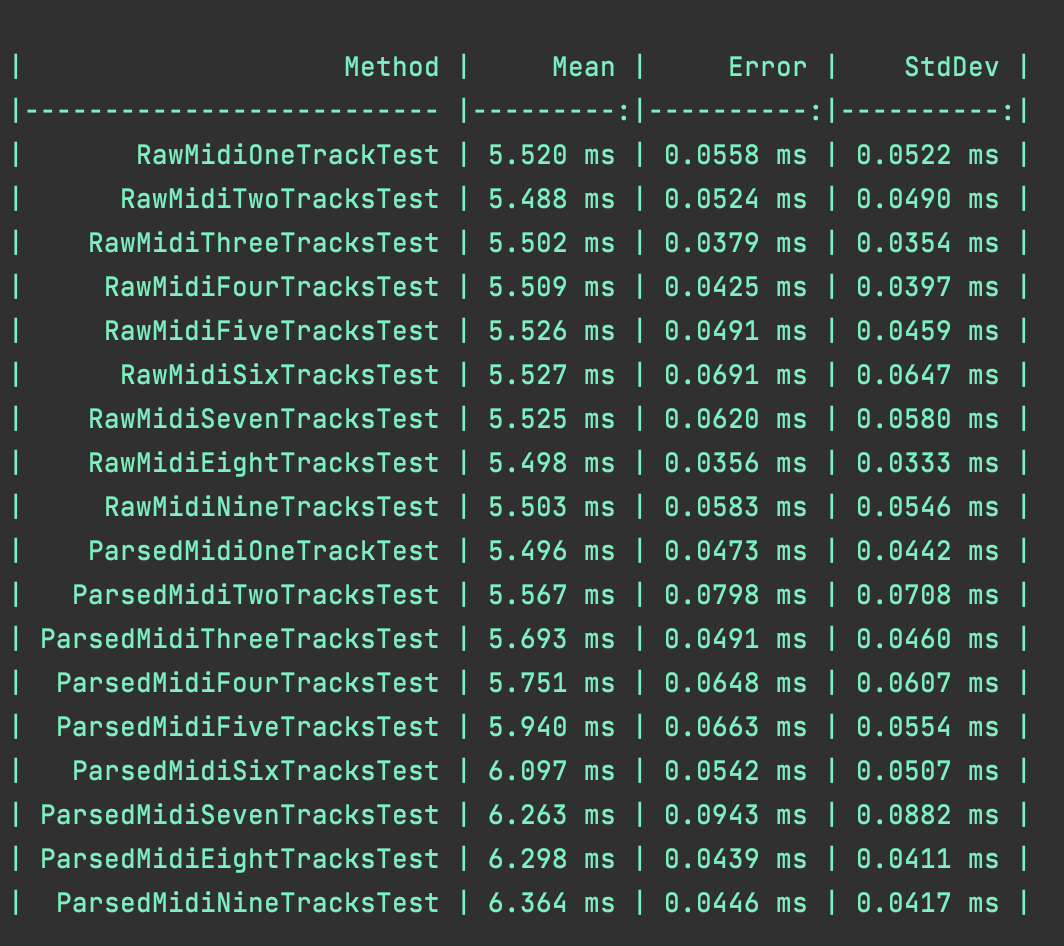 |                    Method |     Mean |     Error |    StdDev |
|-------------------------- |---------:|----------:|----------:|
|       RawMidiOneTrackTest | 5.520 ms | 0.0558 ms | 0.0522 ms |
|      RawMidiTwoTracksTest | 5.488 ms | 0.0524 ms | 0.0490 ms |
|    RawMidiThreeTracksTest | 5.502 ms | 0.0379 ms | 0.0354 ms |
|     RawMidiFourTracksTest | 5.509 ms | 0.0425 ms | 0.0397 ms |
|     RawMidiFiveTracksTest | 5.526 ms | 0.0491 ms | 0.0459 ms |
|      RawMidiSixTracksTest | 5.527 ms | 0.0691 ms | 0.0647 ms |
|    RawMidiSevenTracksTest | 5.525 ms | 0.0620 ms | 0.0580 ms |
|    RawMidiEightTracksTest | 5.498 ms | 0.0356 ms | 0.0333 ms |
|     RawMidiNineTracksTest | 5.503 ms | 0.0583 ms | 0.0546 ms |
|    ParsedMidiOneTrackTest | 5.496 ms | 0.0473 ms | 0.0442 ms |
|   ParsedMidiTwoTracksTest | 5.567 ms | 0.0798 ms | 0.0708 ms |
| ParsedMidiThreeTracksTest | 5.693 ms | 0.0491 ms | 0.0460 ms |
|  ParsedMidiFourTracksTest | 5.751 ms | 0.0648 ms | 0.0607 ms |
|  ParsedMidiFiveTracksTest | 5.940 ms | 0.0663 ms | 0.0554 ms |
|   ParsedMidiSixTracksTest | 6.097 ms | 0.0542 ms | 0.0507 ms |
| ParsedMidiSevenTracksTest | 6.263 ms | 0.0943 ms | 0.0882 ms |
| ParsedMidiEightTracksTest | 6.298 ms | 0.0439 ms | 0.0411 ms |
|  ParsedMidiNineTracksTest | 6.364 ms | 0.0446 ms | 0.0417 ms |